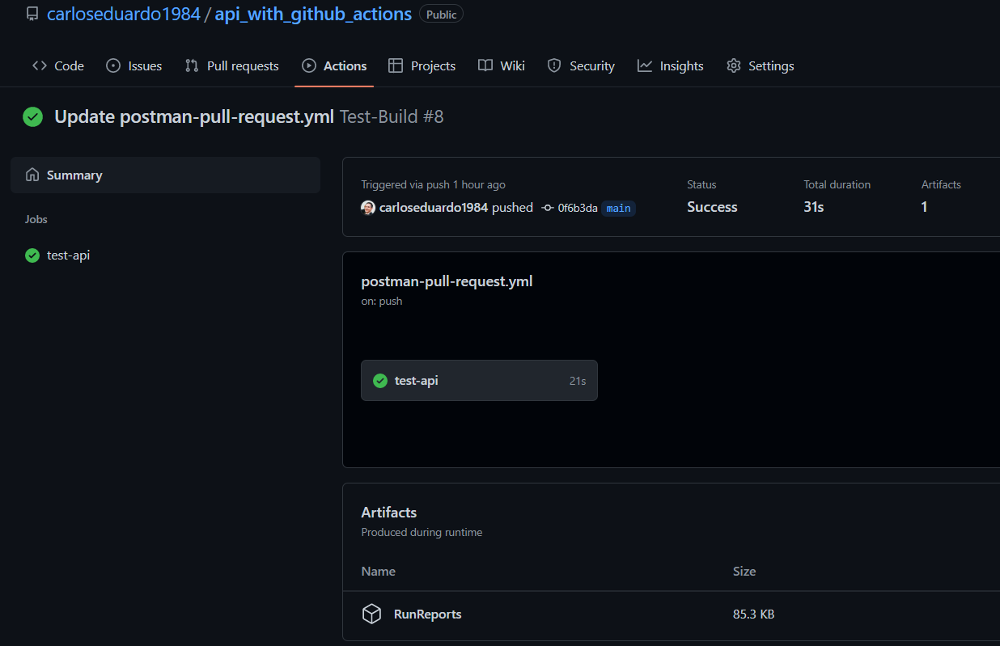 carloseduardo1984 / api_with_github_actions Public
Code Issues Pull requests Actions Projects Wiki Security Insights Settings
Update postman-pull-request.yml Test-Build #8
Summary
Jobs
test-api
Triggered via push 1 hour ago
carloseduardo1984 pushed 0f6b3da main
Status
Success
Total duration
31s
Artifacts
1
postman-pull-request.yml
on: push
test-api 21s
Artifacts
Produced during runtime
Name Size
RunReports 85.3 KB